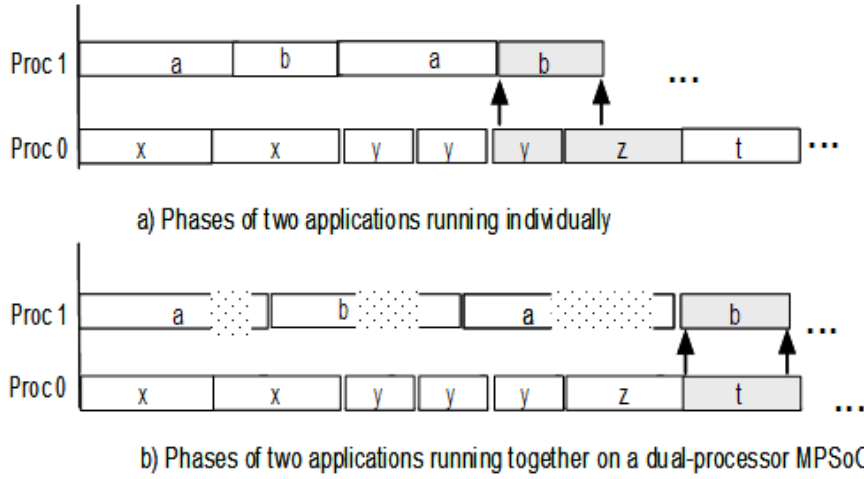 Proc 1 a b a b ...
Proc 0 x x y y y z t ...
a) Phases of two applications running individually
Proc 1 a b a b ...
Proc 0 x x y y y z t ...
b) Phases of two applications running together on a dual-processor MPSoC